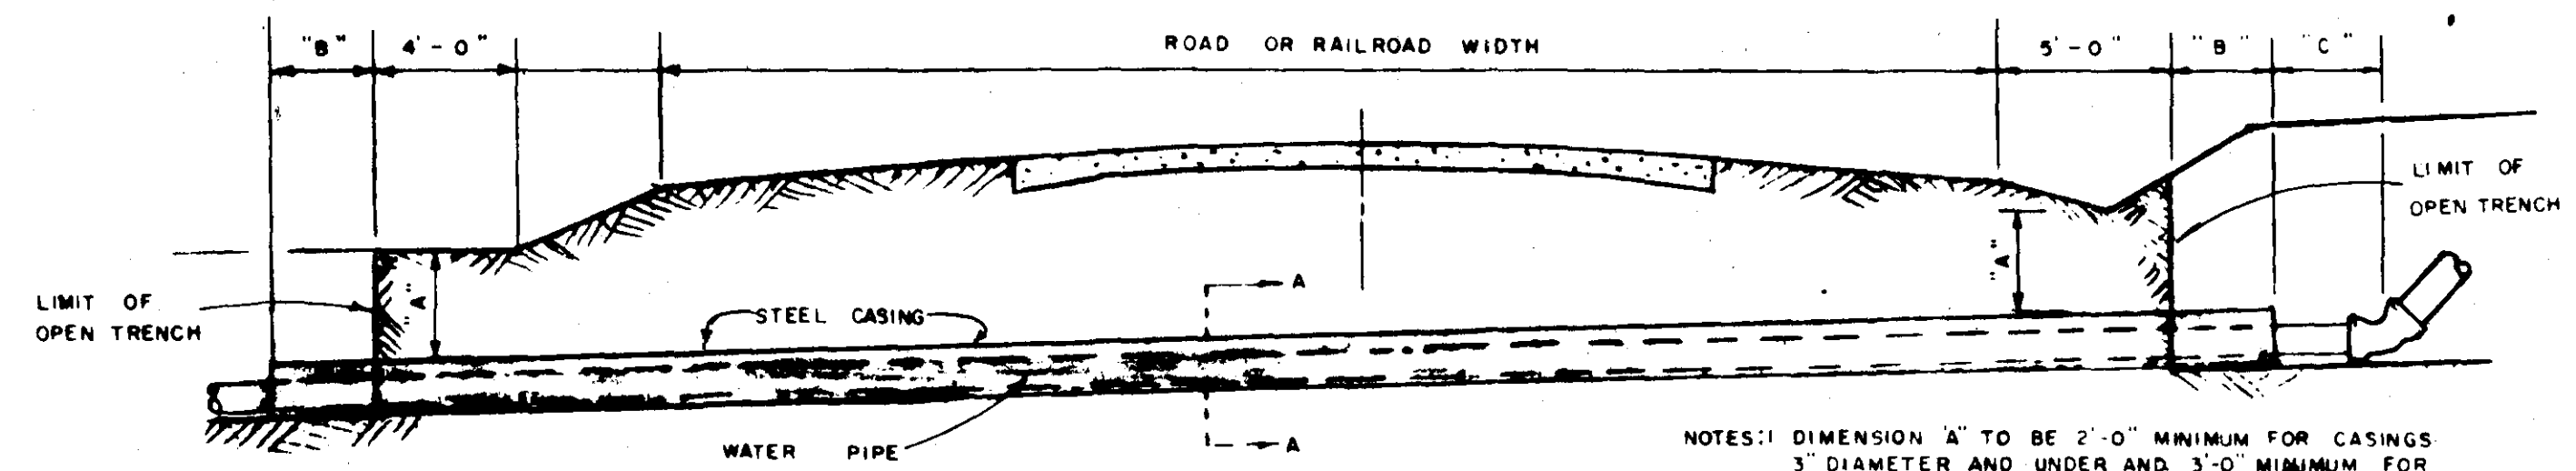 "B" 4'-0" ROAD OR RAILROAD WIDTH 5'-0" "B" "C"
LIMIT OF
OPEN TRENCH
"A"
"A"
LIMIT OF
OPEN TRENCH
STEEL CASING
A
A
WATER PIPE
NOTES:1 DIMENSION "A" TO BE 2'-0" MINIMUM FOR CASINGS
3" DIAMETER AND UNDER AND 3'-0" MINIMUM FOR